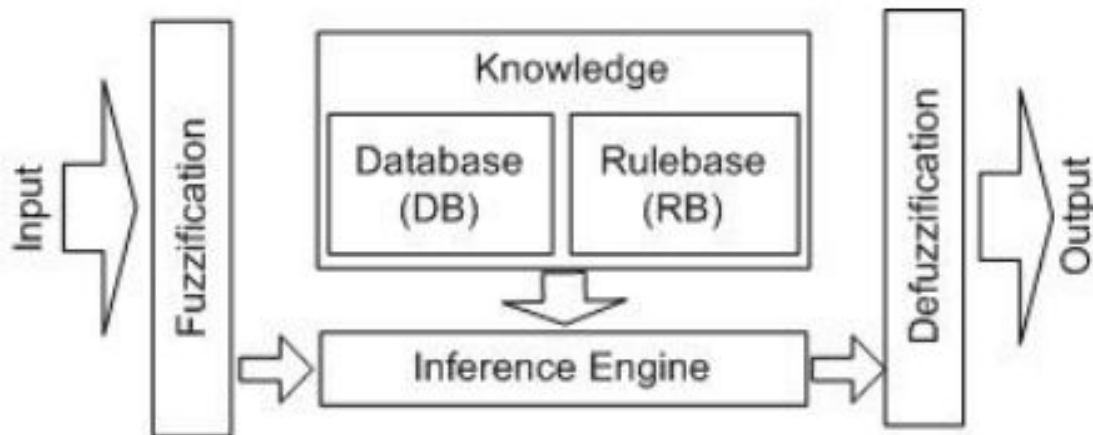 Input
Fuzzification
Knowledge
Database
(DB)
Rulebase
(RB)
Inference Engine
Defuzzification
Output